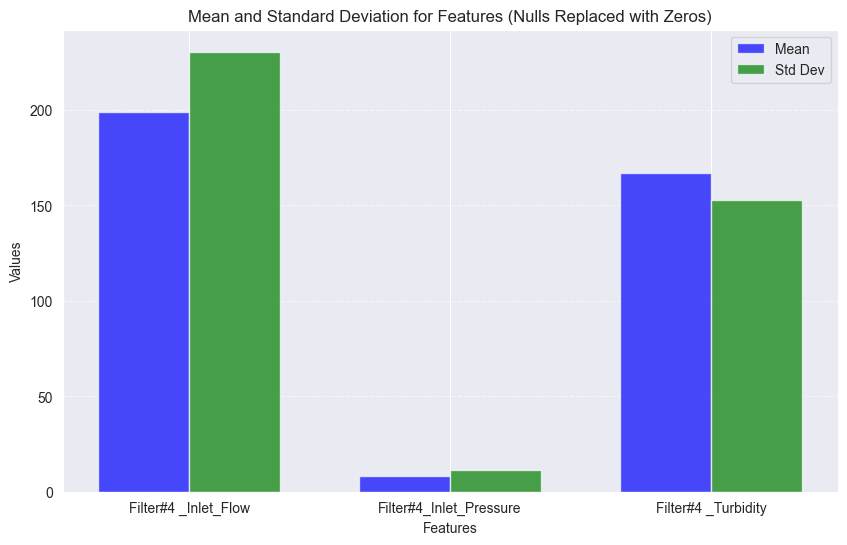 Mean and Standard Deviation for Features (Nulls Replaced with Zeros)
Mean
Std Dev
200
150
100
50
0
Values
Filter#4 _Inlet_Flow
Filter#4_Inlet_Pressure
Filter#4 _Turbidity
Features